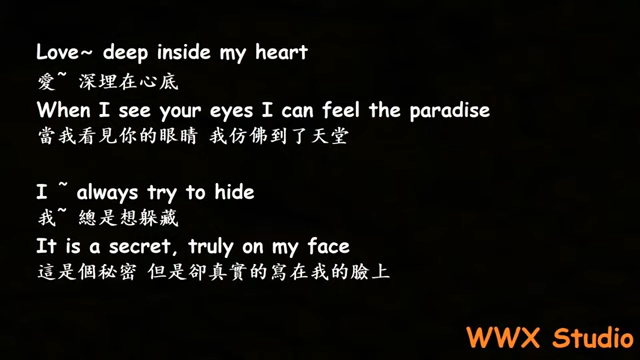 Love~ deep inside my heart
愛~ 深埋在心底
When I see your eyes I can feel the paradise
當我看見你的眼睛 我仿佛到了天堂
I ~ always try to hide
我~ 總是想躲藏
It is a secret, truly on my face
這是個秘密 但是卻真實的寫在我的臉上
WWX Studio